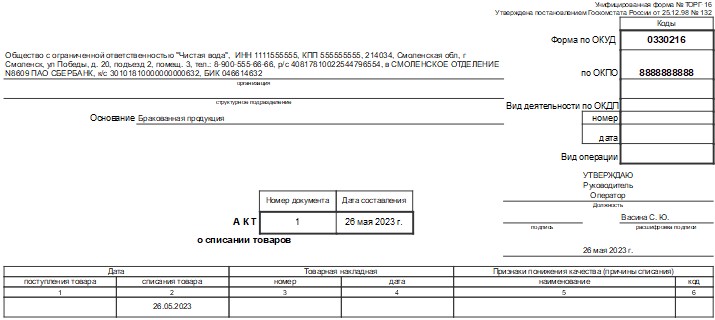 Унифицированная форма № ТОРГ 16
Утверждена постановлением Госкомстата России от 25.12.98 № 132
Коды
Форма по ОКУД 0330216
Общество с ограниченной ответственностью "Чистая вода", ИНН 1111555555, КПП 555555555, 214034, Смоленская обл, г
Смоленск, ул Победы, д. 20, подъезд 2, помещ. 3, тел.: 8-900-555-66-66, р/с 40817810022544796554, в СМОЛЕНСКОЕ ОТДЕЛЕНИЕ
N8609 ПАО СБЕРБАНК, к/с 30101810000000000632, БИК 046614632
по ОКПО 8888888888
организация
структурное подразделение
Вид деятельности по ОКДП
Основание Бракованная продукция
номер
дата
Вид операции
УТВЕРЖДАЮ
Руководитель
Оператор
Должность
Номер документа Дата составления
А К Т 1 26 мая 2023 г.
Васина С. Ю.
подпись расшифровка подписи
о списании товаров
26 мая 2023 г.
Дата Товарная накладная Признаки понижения качества (причины списания)
поступления товара списания товара номер дата наименование код
1 2 3 4 5 6
26.05.2023